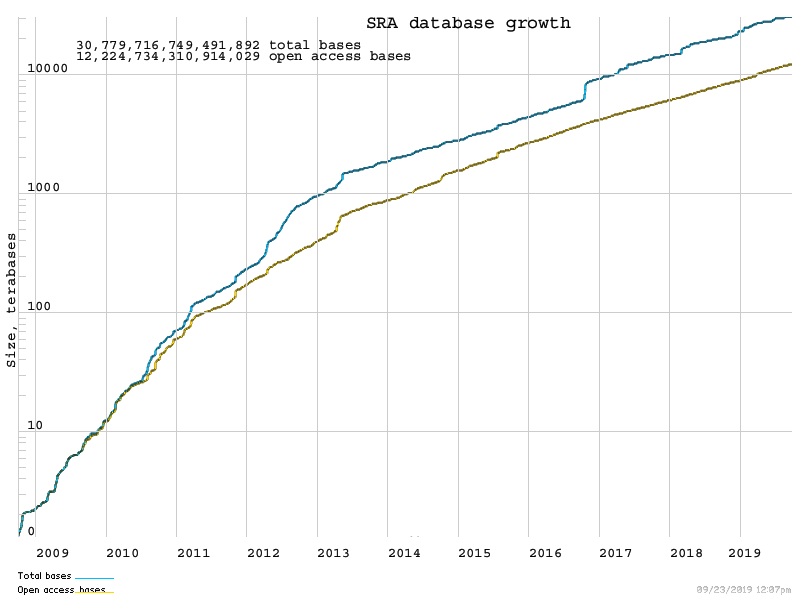 SRA database growth
30,779,716,749,491,892 total bases
12,224,734,310,914,029 open access bases
10000
1000
100
10
0
Size, terabases
2009 2010 2011 2012 2013 2014 2015 2016 2017 2018 2019
Total bases
Open access bases
09/23/2019 12:07pm